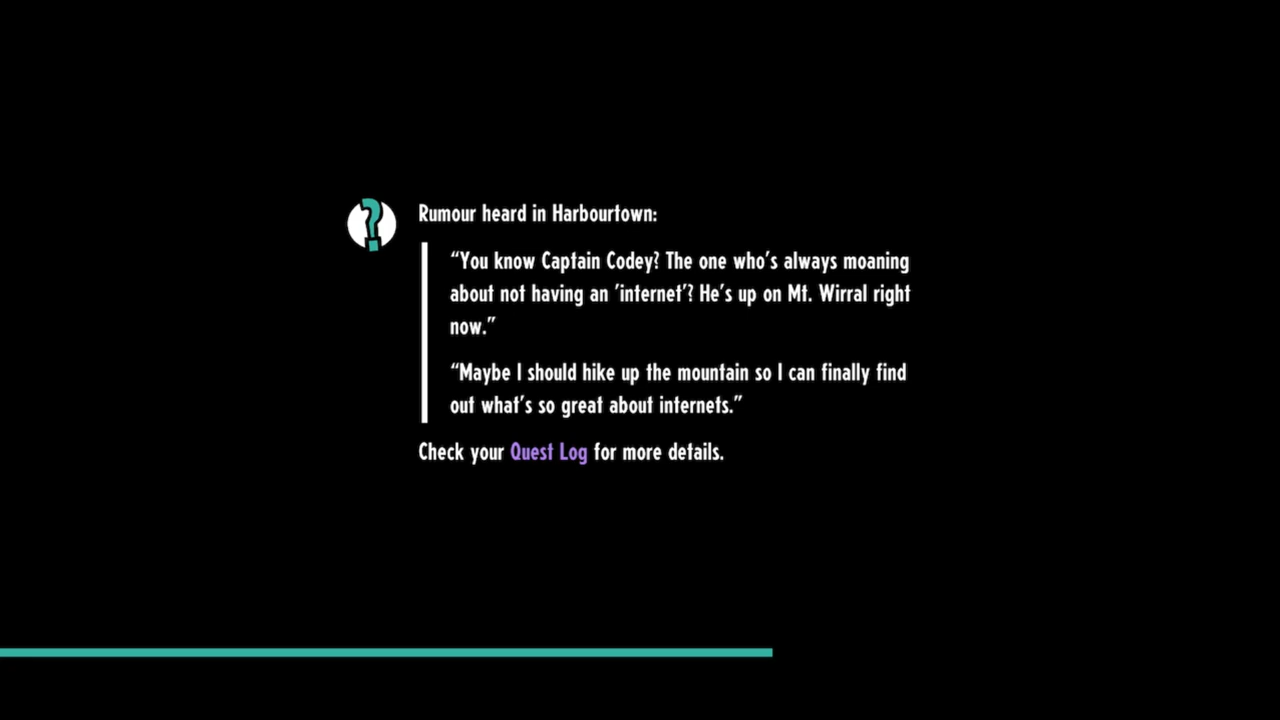 ?
Rumour heard in Harbourtown:
“You know Captain Codey? The one who’s always moaning
about not having an ’internet’? He’s up on Mt. Wirral right
now.”
“Maybe I should hike up the mountain so I can finally find
out what’s so great about internets.”
Check your Quest Log for more details.